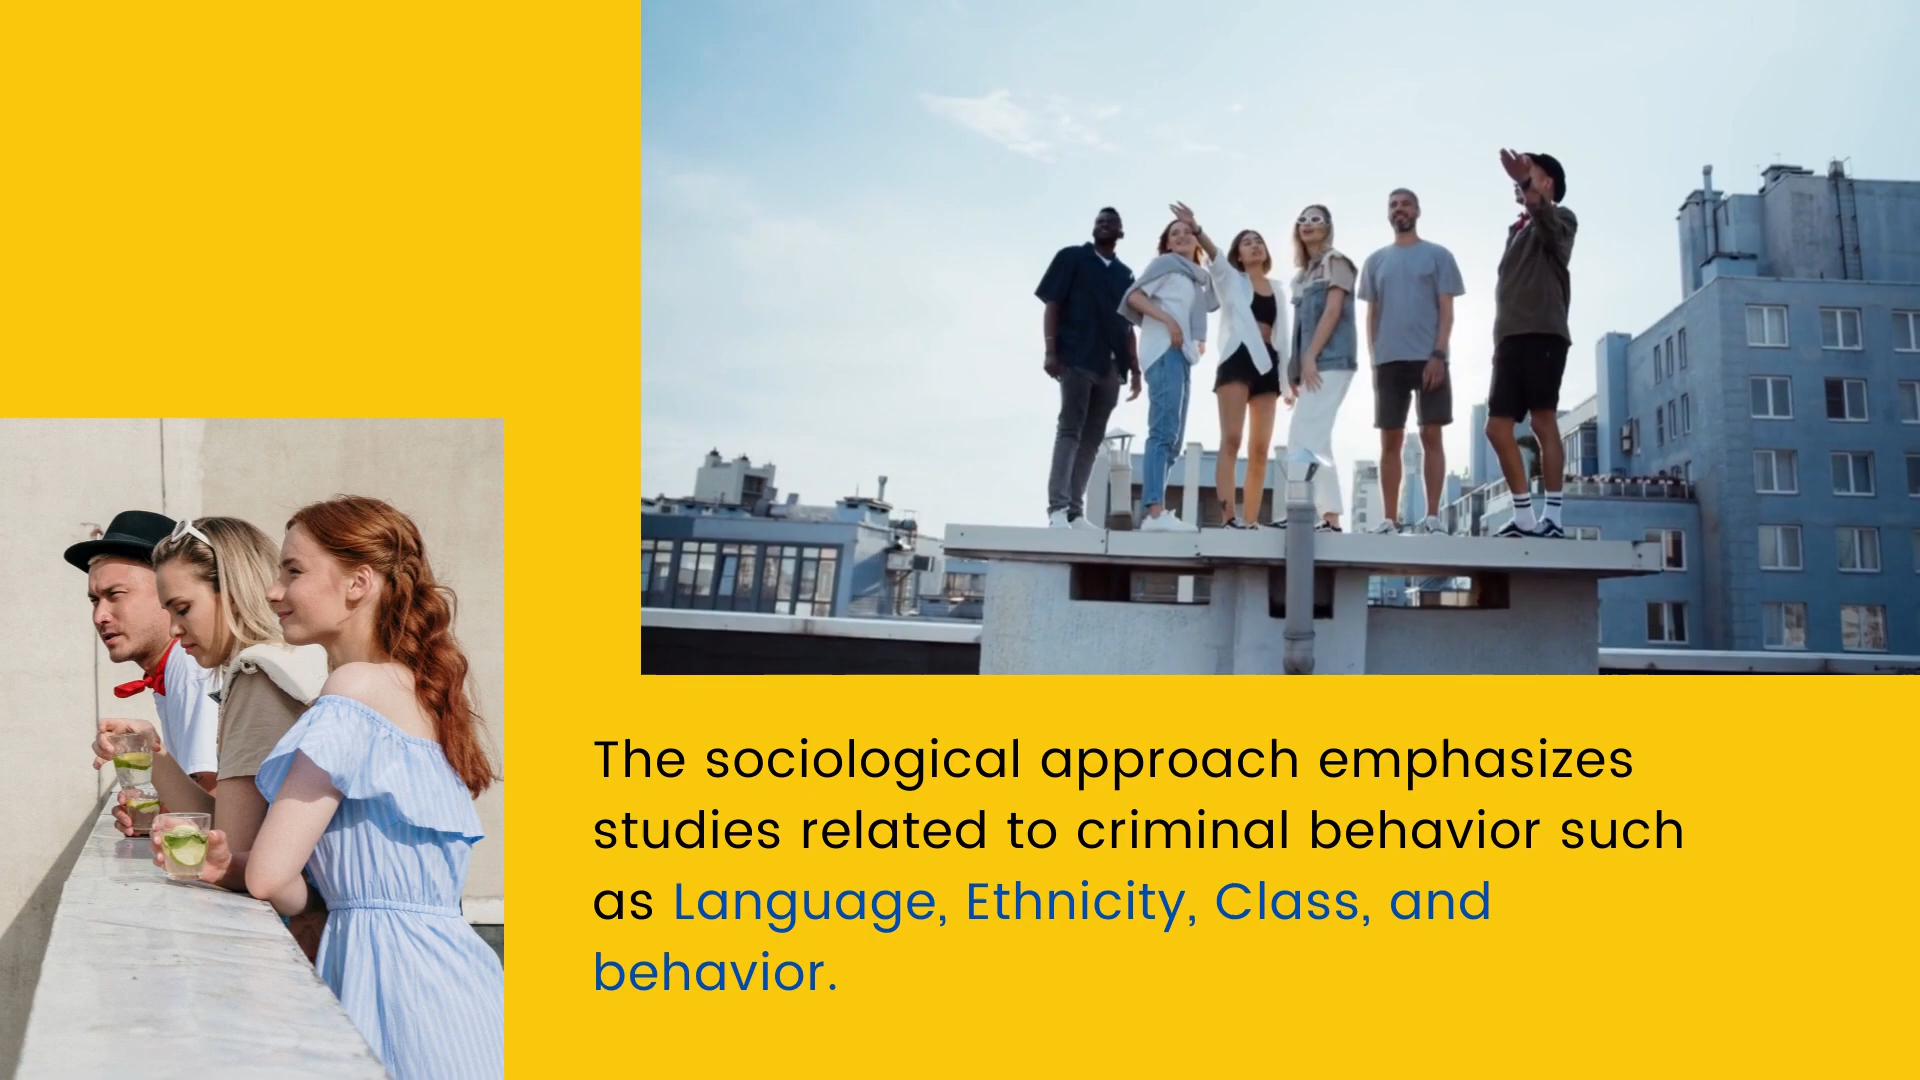 The sociological approach emphasizes
studies related to criminal behavior such
as Language, Ethnicity, Class, and
behavior.